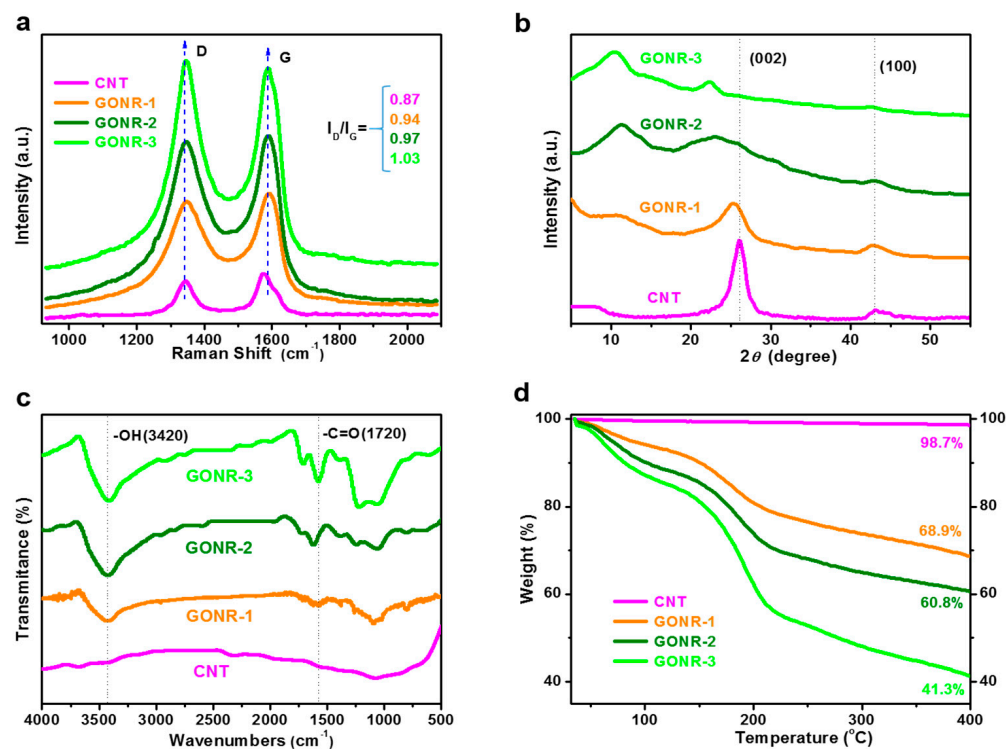 a
D
G
CNT
GONR-1
GONR-2
GONR-3
I_D/I_G=
0.87
0.94
0.97
1.03
Intensity (a.u.)
1000 1200 1400 1600 1800 2000
Raman Shift (cm⁻¹)
b
GONR-3
(002)
(100)
GONR-2
GONR-1
CNT
Intensity (a.u.)
10 20 30 40 50
2θ (degree)
c
-OH(3420)
-C=O(1720)
GONR-3
GONR-2
GONR-1
CNT
Transmitance (%)
4000 3500 3000 2500 2000 1500 1000 500
Wavenumbers (cm⁻¹)
d
100 100
98.7%
80 80
68.9%
60 60
60.8%
CNT
GONR-1
GONR-2
GONR-3
40 40
41.3%
Weight (%)
100 200 300 400
Temperature (°C)